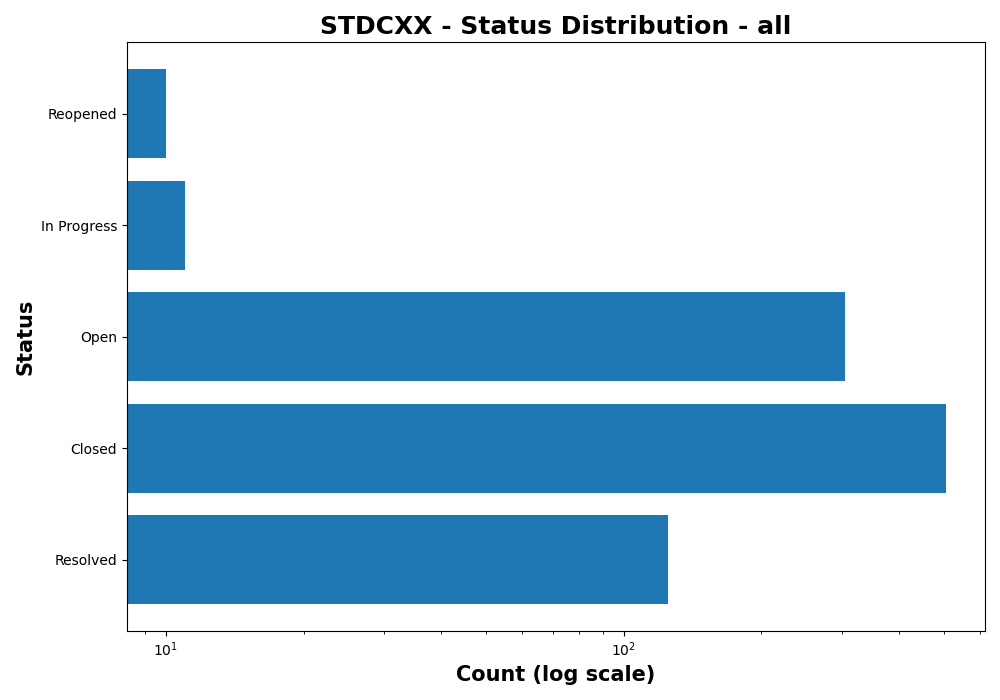 STDCXX - Status Distribution - all
Reopened
In Progress
Open
Closed
Resolved
Status
10¹
10²
Count (log scale)